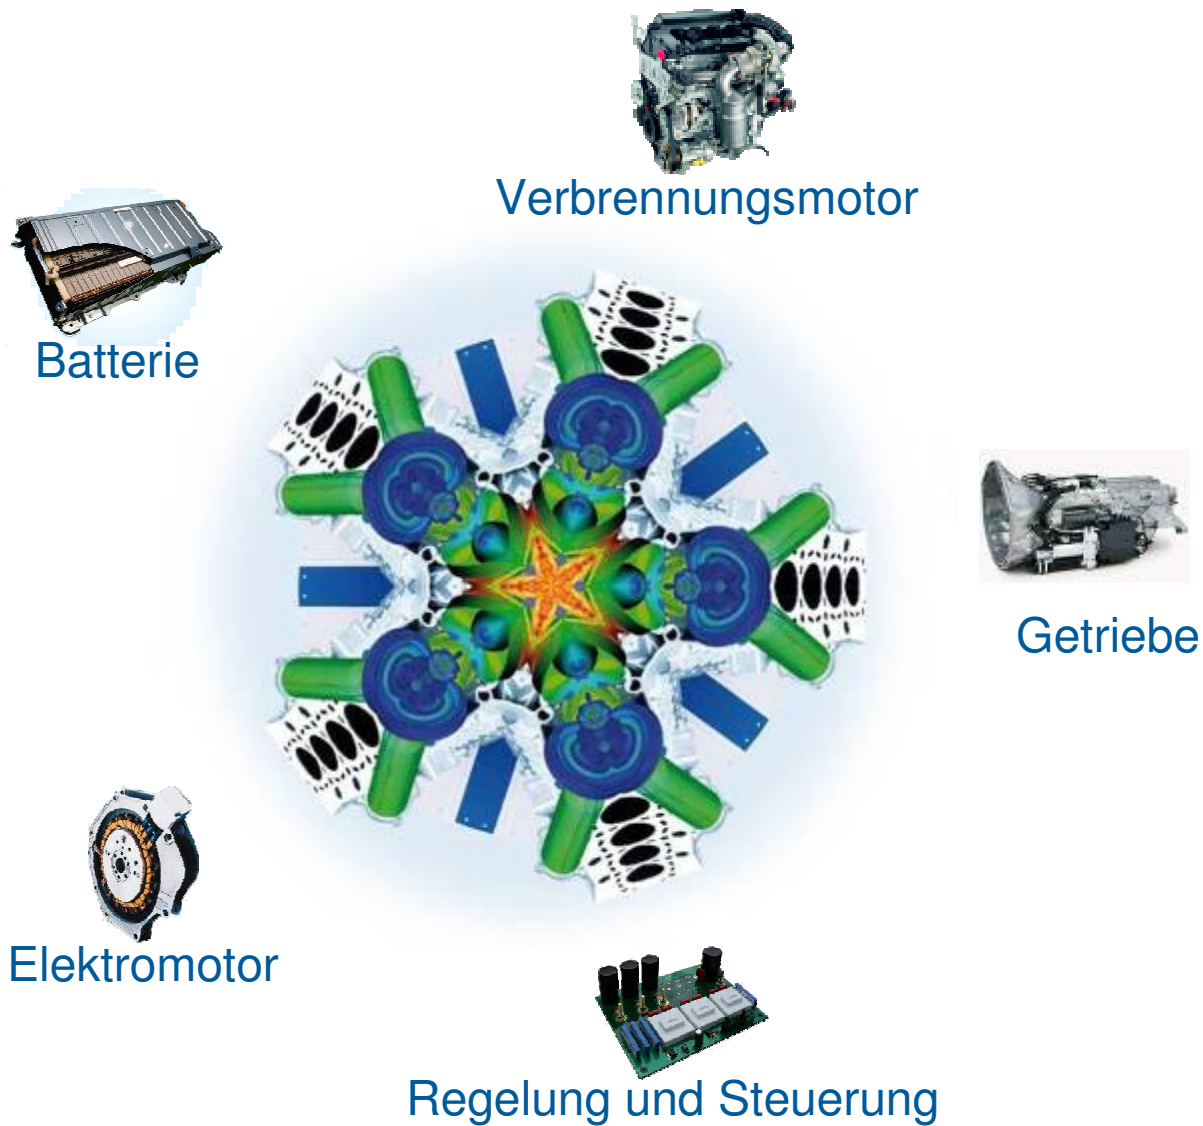 Verbrennungsmotor
Batterie
Getriebe
Elektromotor
Regelung und Steuerung